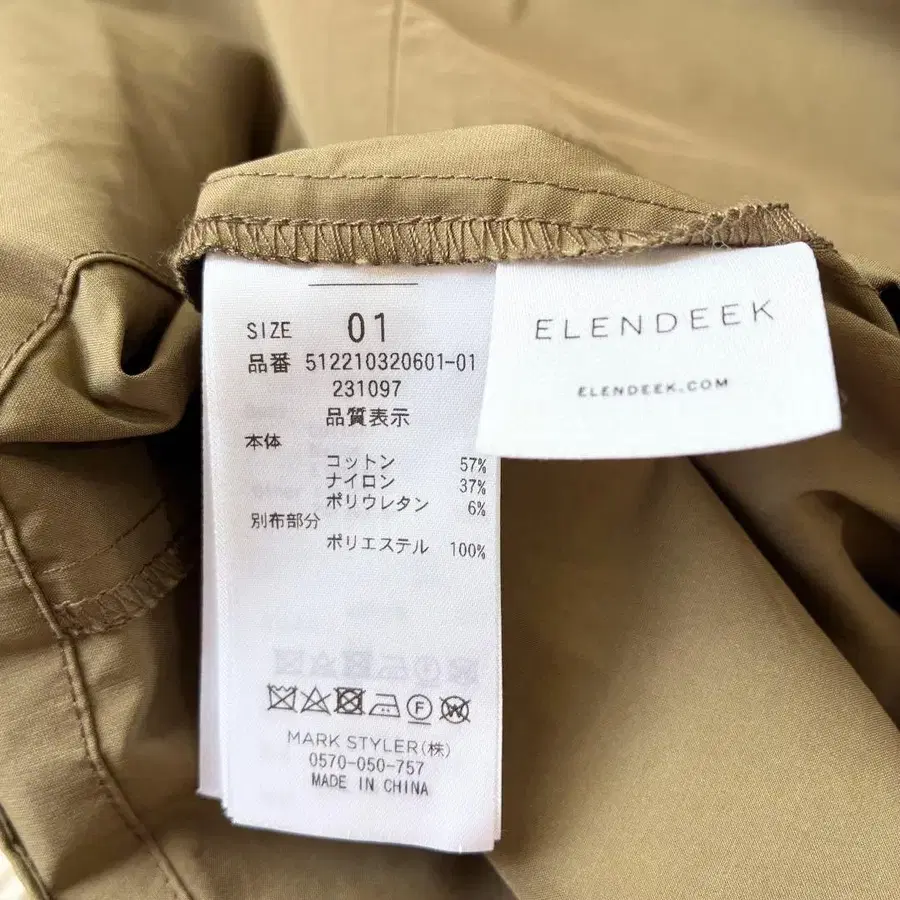 SIZE 01
品番 512210320601-01
231097
品質表示
本体
コットン 57%
ナイロン 37%
ポリウレタン 6%
別布部分
ポリエステル 100%
F W
MARK STYLER(株)
0570-050-757
MADE IN CHINA
ELENDEEK
ELENDEEK.COM